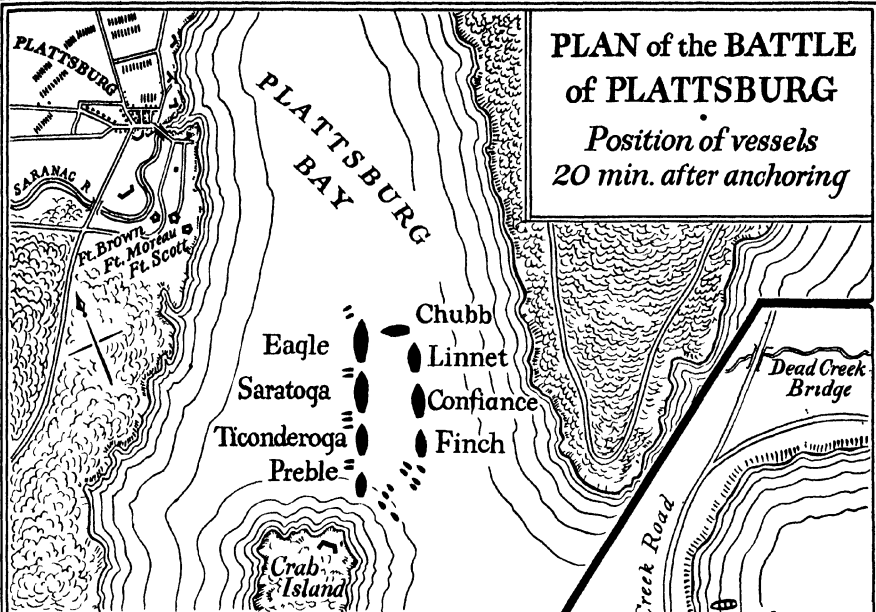 PLAN of the BATTLE
of PLATTSBURG
Position of vessels
20 min. after anchoring
PLATTSBURG
PLATTSBURG
BAY
SARANAC R.
Ft. Brown
Ft. Moreau
Ft. Scott
Chubb
Eagle
Linnet
Saratoga
Confiance
Ticonderoga
Finch
Preble
Crab
Island
Dead Creek
Bridge
Creek Road